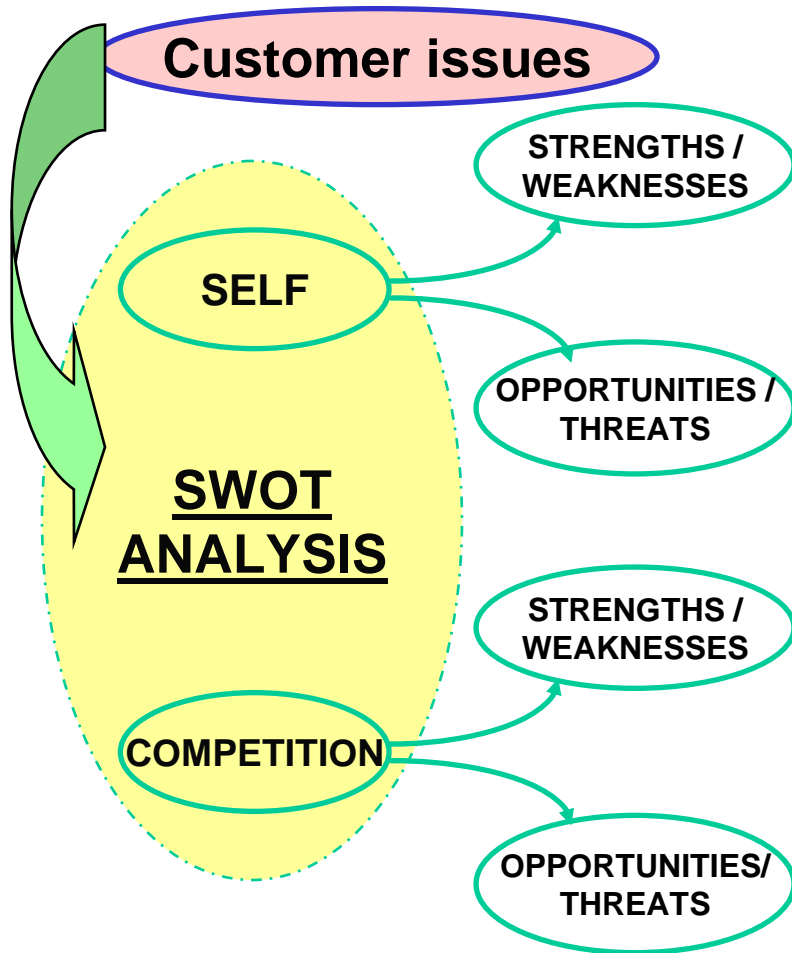 Customer issues
STRENGTHS /
WEAKNESSES
SELF
OPPORTUNITIES /
THREATS
SWOT
ANALYSIS
STRENGTHS /
WEAKNESSES
COMPETITION
OPPORTUNITIES/
THREATS